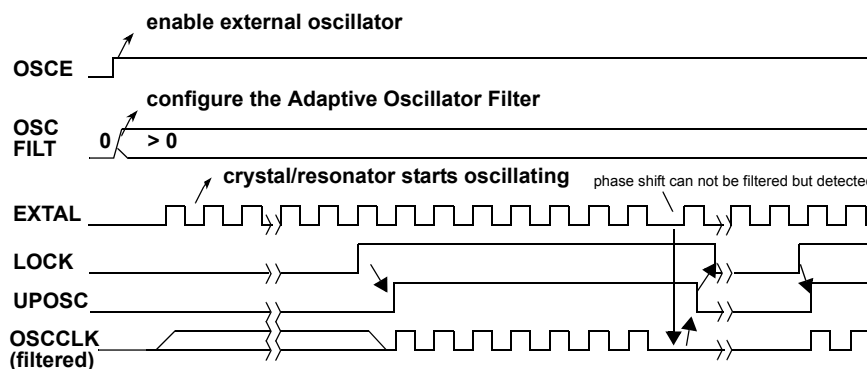 enable external oscillator
OSCE
configure the Adaptive Oscillator Filter
OSC
FILT
0 > 0
crystal/resonator starts oscillating
phase shift can not be filtered but detected
EXTAL
LOCK
UPOSC
OSCCLK
(filtered)